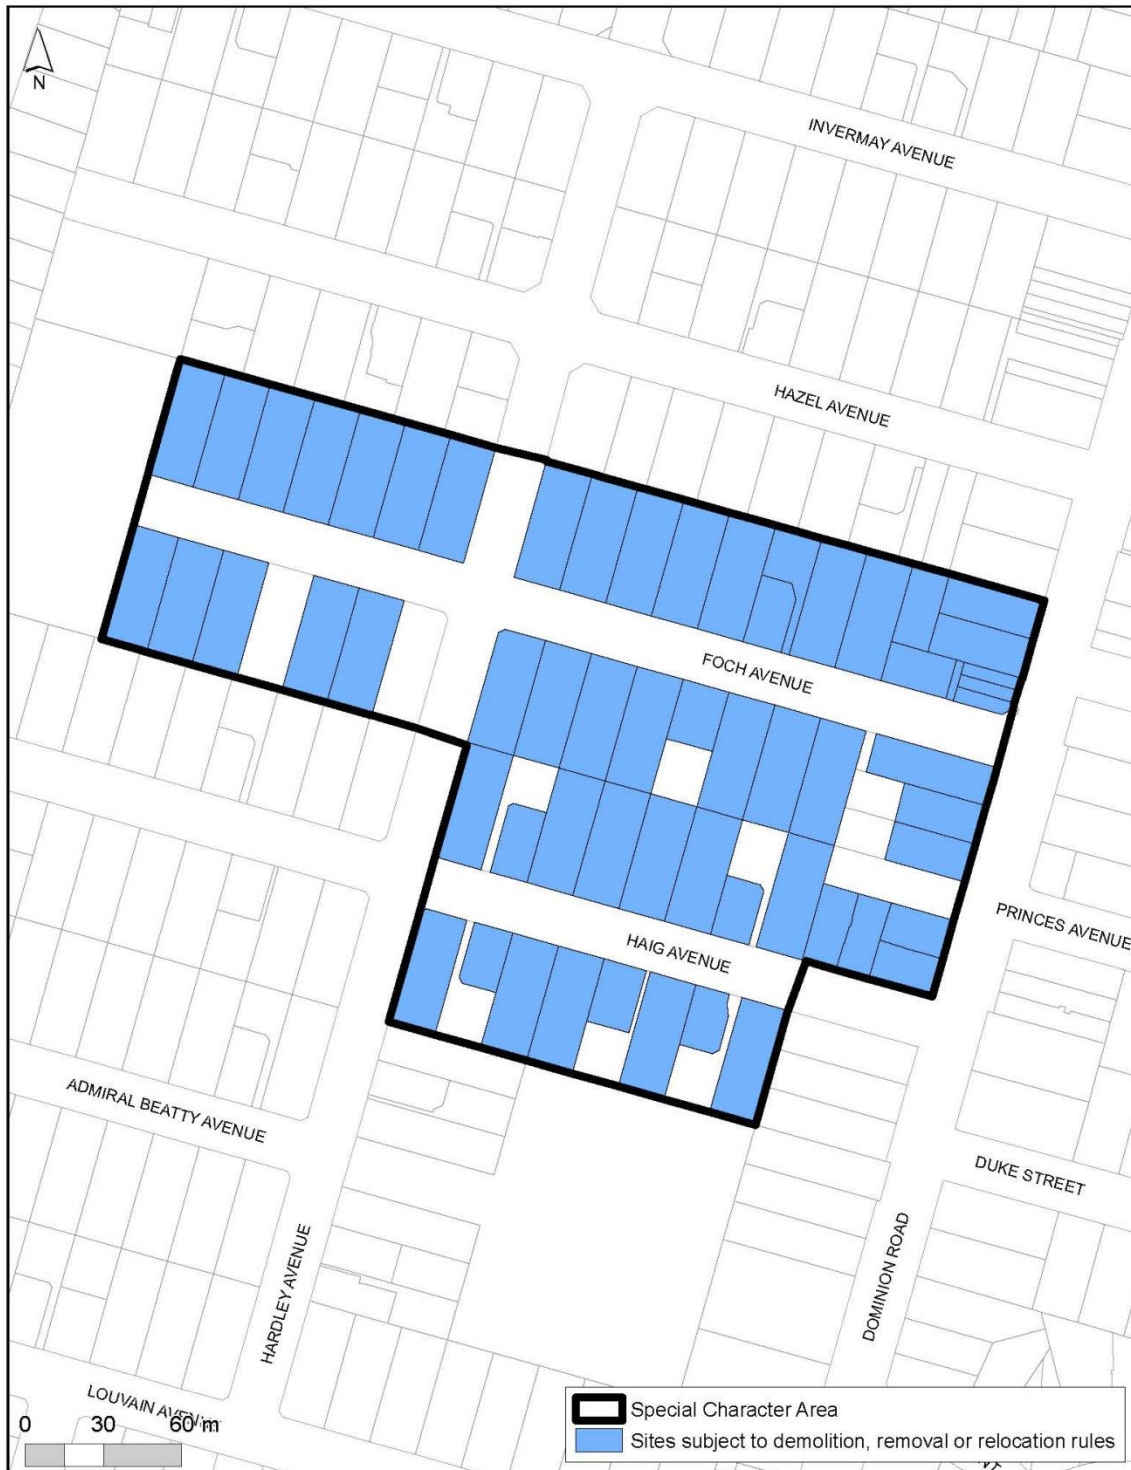 N
INVERMAY AVENUE
HAZEL AVENUE
FOCH AVENUE
PRINCES AVENUE
HAIG AVENUE
ADMIRAL BEATTY AVENUE
DUKE STREET
DOMINION ROAD
HARDLEY AVENUE
LOUVAIN
0 30 60 m
Special Character Area
Sites subject to demolition, removal or relocation rules